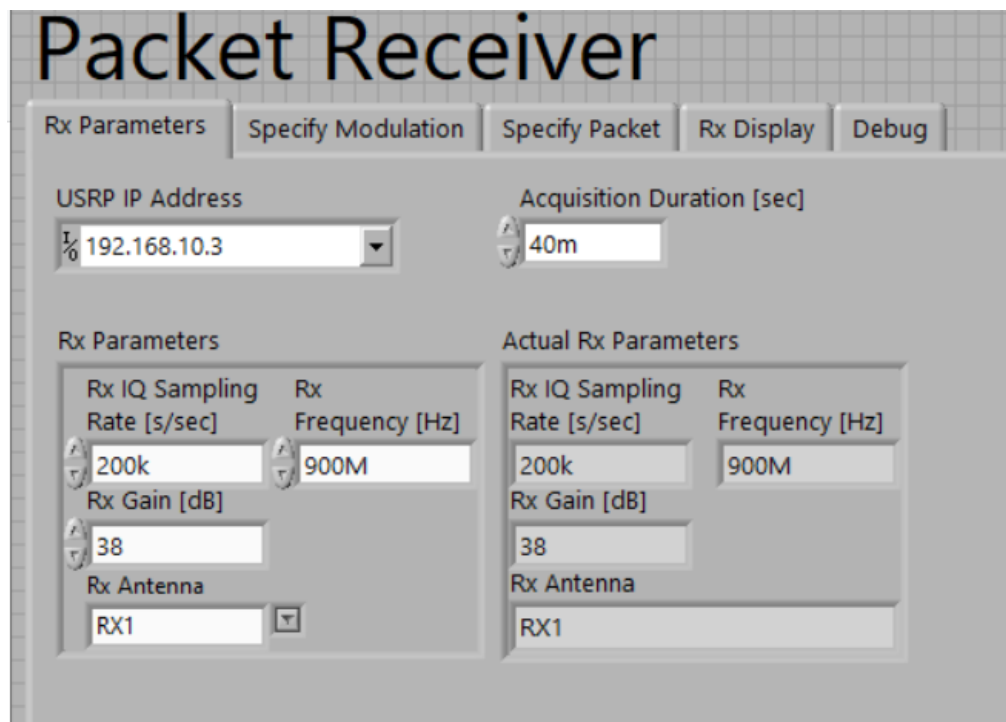 Packet Receiver
Rx Parameters Specify Modulation Specify Packet Rx Display Debug
USRP IP Address
192.168.10.3
Acquisition Duration [sec]
40m
Rx Parameters
Rx IQ Sampling
Rate [s/sec]
200k
Rx
Frequency [Hz]
900M
Rx Gain [dB]
38
Rx Antenna
RX1
Actual Rx Parameters
Rx IQ Sampling
Rate [s/sec]
200k
Rx
Frequency [Hz]
900M
Rx Gain [dB]
38
Rx Antenna
RX1